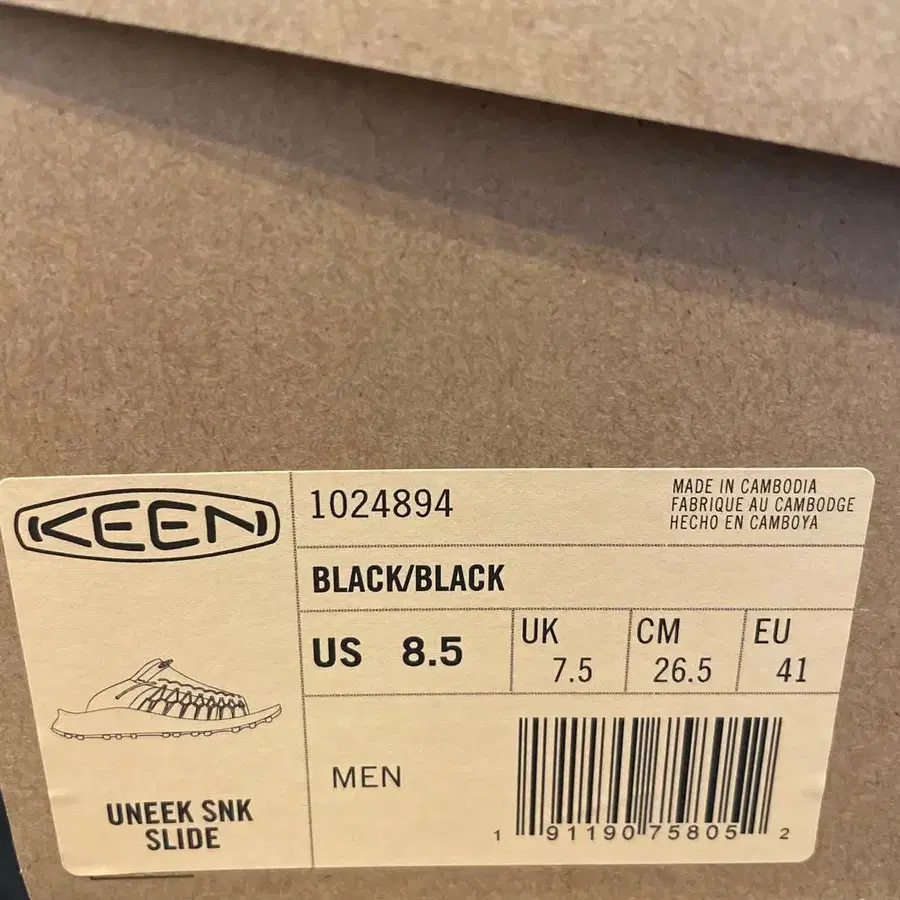 KEEN
1024894
MADE IN CAMBODIA
FABRIQUE AU CAMBODGE
HECHO EN CAMBOYA
BLACK/BLACK
US 8.5
UK
7.5
CM
26.5
EU
41
UNEEK SNK
SLIDE
MEN
1 91190 75805 2